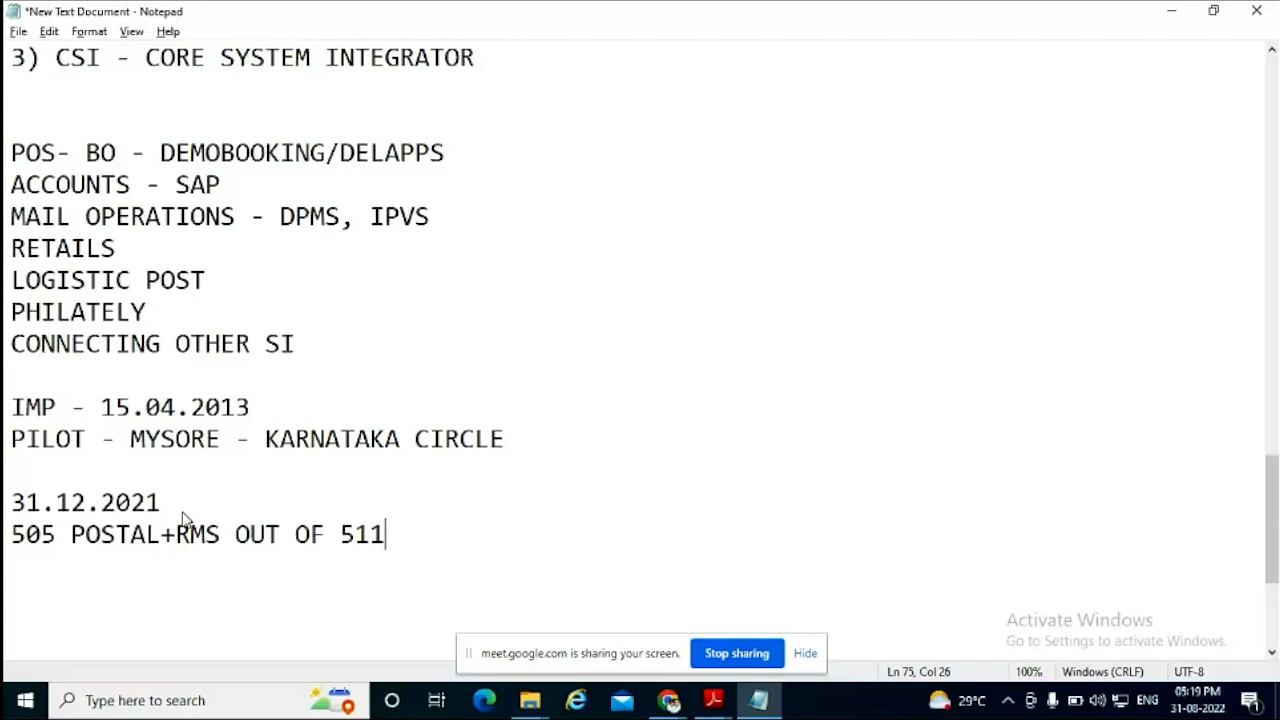 *New Text Document - Notepad
File Edit Format View Help
3) CSI - CORE SYSTEM INTEGRATOR
POS- BO - DEMOBOOKING/DELAPPS
ACCOUNTS - SAP
MAIL OPERATIONS - DPMS, IPVS
RETAILS
LOGISTIC POST
PHILATELY
CONNECTING OTHER SI
IMP - 15.04.2013
PILOT - MYSORE - KARNATAKA CIRCLE
31.12.2021
505 POSTAL+RMS OUT OF 511
Activate Windows
Go to Settings to activate Windows.
meet.google.com is sharing your screen. Stop sharing Hide
Ln 75, Col 26 100% Windows (CRLF) UTF-8
Type here to search 29°C ENG 05:19 PM
31-08-2022 1